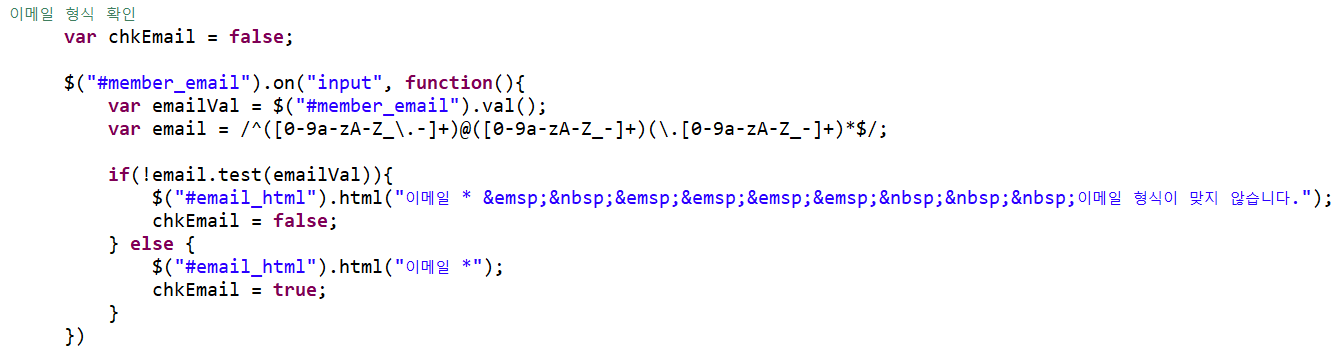 이메일 형식 확인
var chkEmail = false;
$("#member_email").on("input", function(){
var emailVal = $("#member_email").val();
var email = /^([0-9a-zA-Z_\.-]+)@([0-9a-zA-Z_-]+)(\.[0-9a-zA-Z_-]+)*$/;
if(!email.test(emailVal)){
$("#email_html").html("이메일 * &emsp;&nbsp;&emsp;&emsp;&emsp;&emsp;&nbsp;&nbsp;&nbsp;이메일 형식이 맞지 않습니다.");
chkEmail = false;
} else {
$("#email_html").html("이메일 *");
chkEmail = true;
}
})